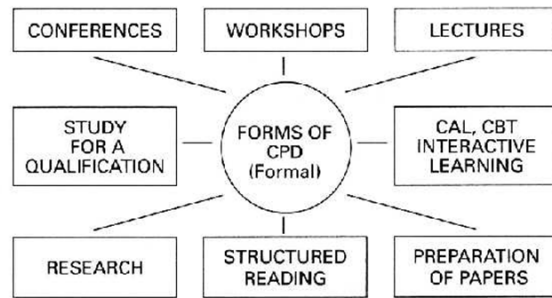 CONFERENCES
WORKSHOPS
LECTURES
STUDY
FOR A
QUALIFICATION
FORMS OF
CPD
(Formal)
CAL, CBT
INTERACTIVE
LEARNING
RESEARCH
STRUCTURED
READING
PREPARATION
OF PAPERS